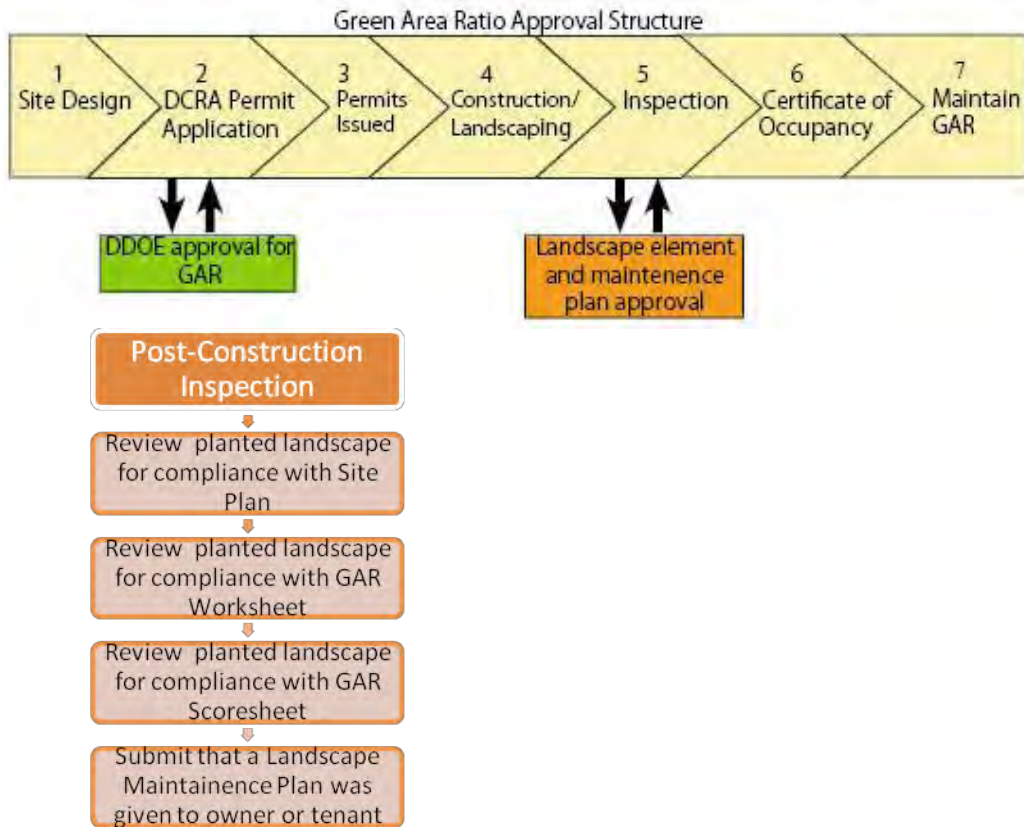 Green Area Ratio Approval Structure
1
Site Design
2
DCRA Permit
Application
3
Permits
Issued
4
Construction/
Landscaping
5
Inspection
6
Certificate of
Occupancy
7
Maintain
GAR
DDOE approval for
GAR
Landscape element
and maintenence
plan approval
Post-Construction
Inspection
Review planted landscape
for compliance with Site
Plan
Review planted landscape
for compliance with GAR
Worksheet
Review planted landscape
for compliance with GAR
Scoresheet
Submit that a Landscape
Maintainence Plan was
given to owner or tenant